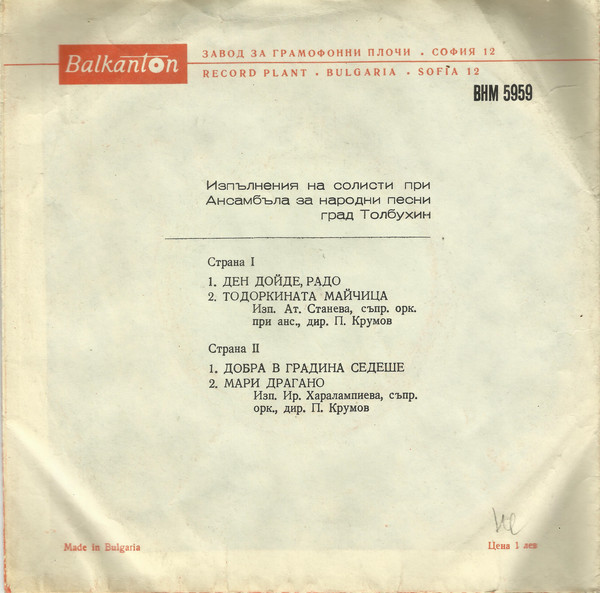 Balkanton
ЗАВОД ЗА ГРАМОФОННИ ПЛОЧИ • СОФИЯ 12
RECORD PLANT • BULGARIA • SOFIA 12
ВНМ 5959
Изпълнения на солисти при
Ансамбъла за народни песни
град Толбухин
Страна I
1. ДЕН ДОЙДЕ, РАДО
2. ТОДОРКИНАТА МАЙЧИЦА
Изп. Ат. Станева, съпр. орк.
при анс., дир. П. Крумов
Страна II
1. ДОБРА В ГРАДИНА СЕДЕШЕ
2. МАРИ ДРАГАНО
Изп. Ир. Харалампиева, съпр.
орк., дир. П. Крумов
Made in Bulgaria
Цена 1 лев